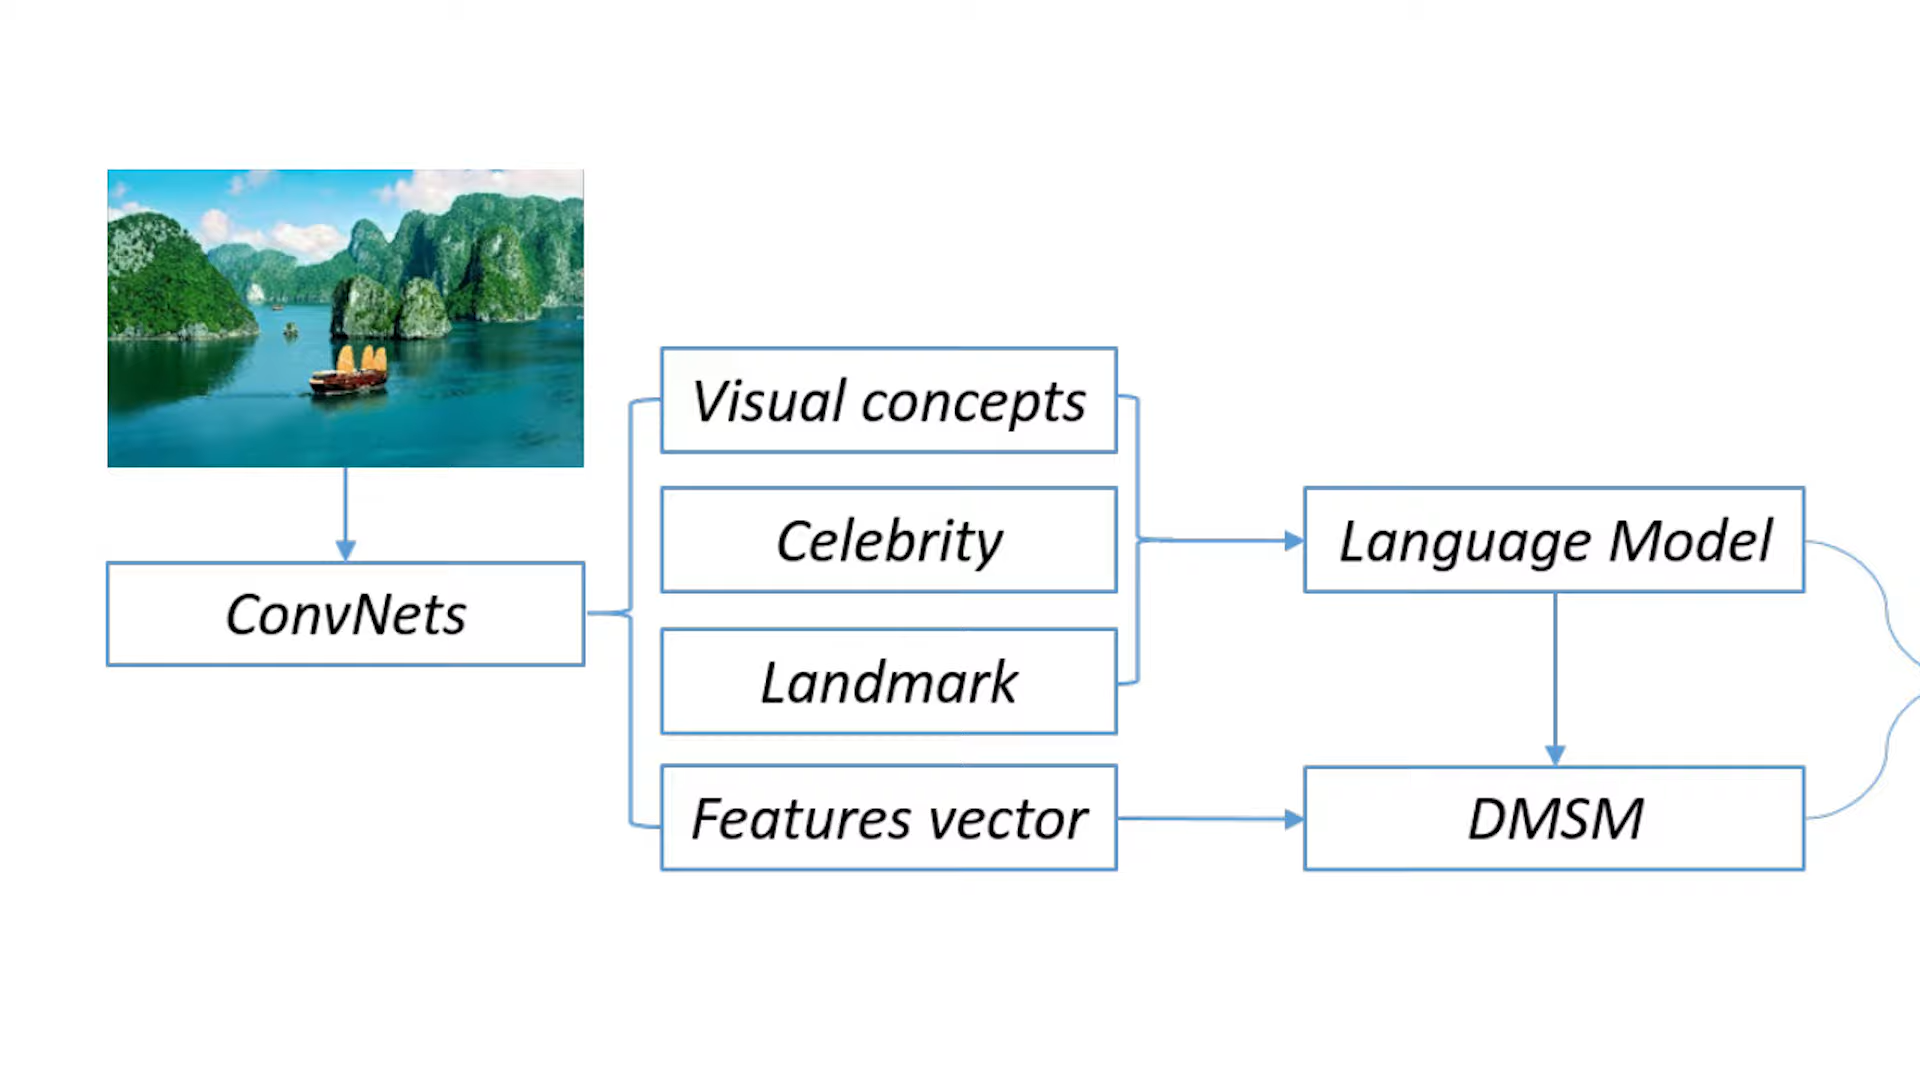 Visual concepts
Celebrity
Language Model
ConvNets
Landmark
Features vector
DMSM